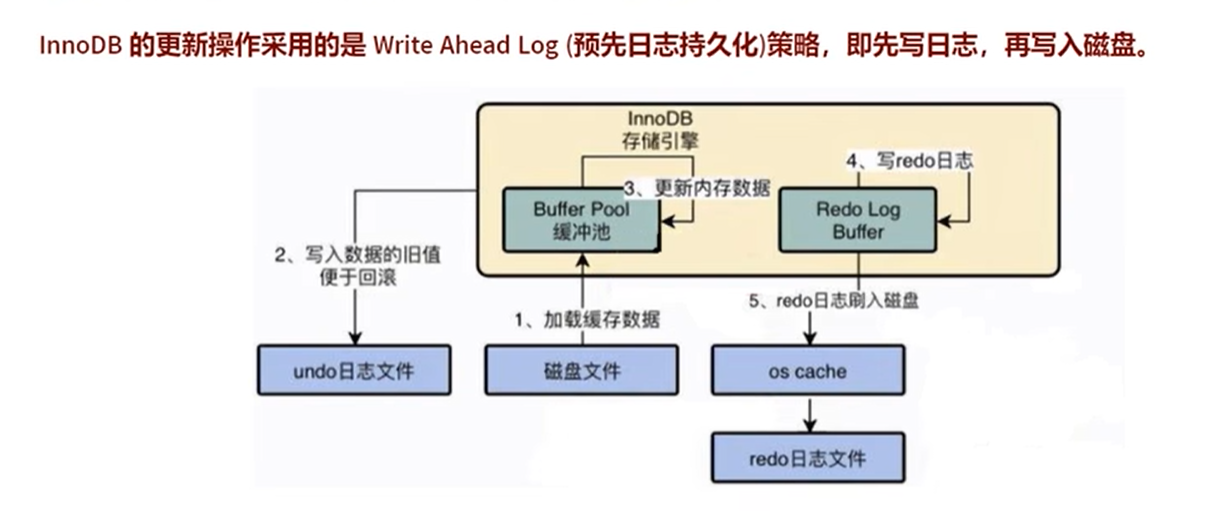 InnoDB 的更新操作采用的是 Write Ahead Log (预先日志持久化)策略，即先写日志，再写入磁盘。
InnoDB
存储引擎
4、写redo日志
3、更新内存数据
Buffer Pool
缓冲池
Redo Log
Buffer
2、写入数据的旧值
便于回滚
5、redo日志刷入磁盘
1、加载缓存数据
undo日志文件
磁盘文件
os cache
redo日志文件